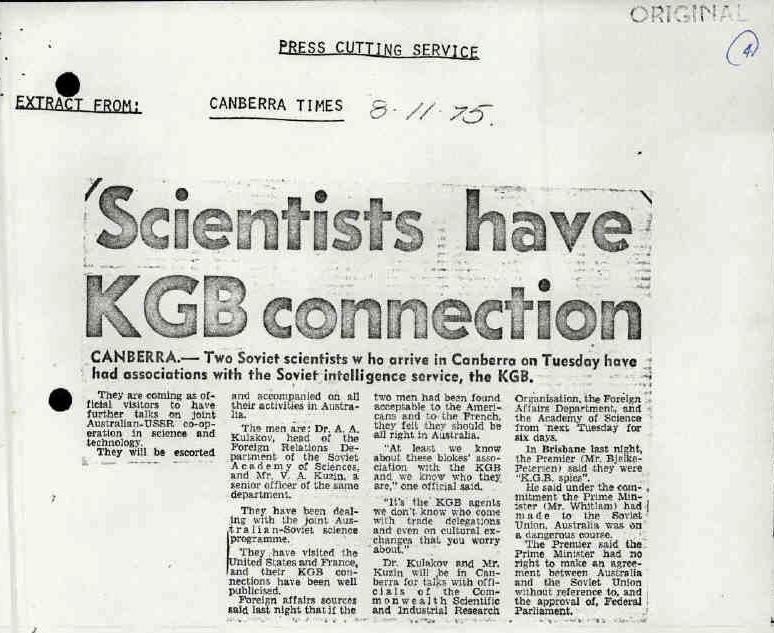 ORIGINAL
4
PRESS CUTTING SERVICE
EXTRACT FROM:
CANBERRA TIMES
8·11·75.
Scientists have
KGB connection
CANBERRA.— Two Soviet scientists w ho arrive in Canberra on Tuesday have
had associations with the Soviet intelligence service, the KGB.
They are coming as of-
ficial visitors to have
further talks on joint
Australian-USSR co-op-
eration in science and
technology.
They will be escorted
and accompanied on all
their activities in Austra-
lia.
The men are: Dr. A. A.
Kulakov, head of the
Foreign Relations De-
partment of the Soviet
Academy of Sciences,
and Mr. V. A. Kuzin, a
senior officer of the same
department.
They have been deal-
ing with the joint Aus-
tralian-Soviet science
programme.
They have visited the
United States and France,
and their KGB con-
nections have been well
publicised.
Foreign affairs sources
said last night that if the
two men had been found
acceptable to the Ameri-
cans and to the French,
they felt they should be
all right in Australia.
"At least we know
about these blokes' asso-
ciation with the KGB
and we know who they
are," one official said.
"It's the KGB agents
we don't know who come
with trade delegations
and even on cultural ex-
changes that you worry
about."
Dr. Kulakov and Mr.
Kuzin will be in Can-
berra for talks with offi-
cials of the Com-
monwealth Scientific
and Industrial Research
Organisation, the Foreign
Affairs Department, and
the Academy of Science
from next Tuesday for
six days.
In Brisbane last night,
the Premier (Mr. Bjelke-
Petersen) said they were
"K.G.B. spies".
He said under the com-
mitment the Prime Min-
ister (Mr. Whitlam) had
made to the Soviet
Union, Australia was on
a dangerous course.
The Premier said the
Prime Minister had no
right to make an agree-
ment between Australia
and the Soviet Union
without reference to, and
the approval of, Federal
Parliament.